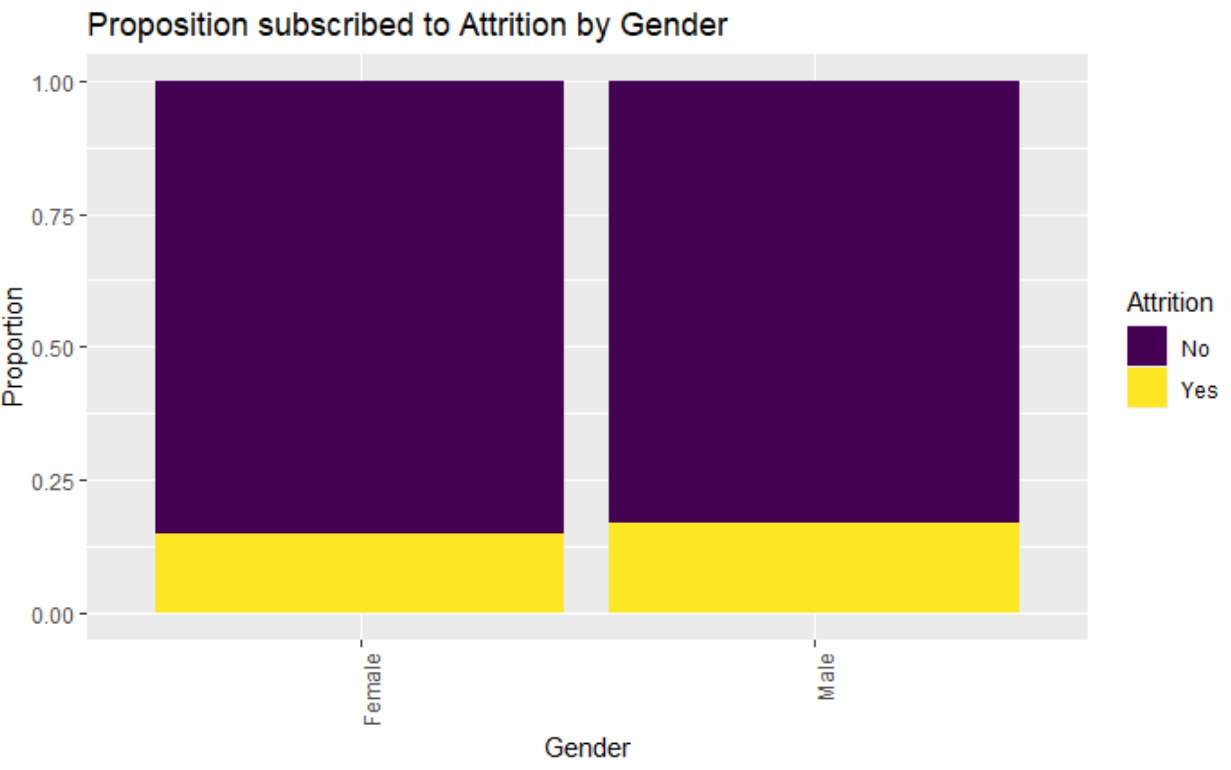 Proposition subscribed to Attrition by Gender
1.00
0.75
0.50
0.25
0.00
Proportion
Female
Male
Gender
Attrition
No
Yes